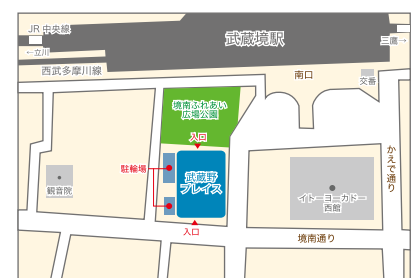 JR 中央線
武蔵境駅
三鷹→
←立川
西武多摩川線
南口
交番
境南ふれあい
広場公園
入口
かえで通り
駐輪場
武蔵野
プレイス
観音院
イトーヨーカドー
西館
入口
境南通り